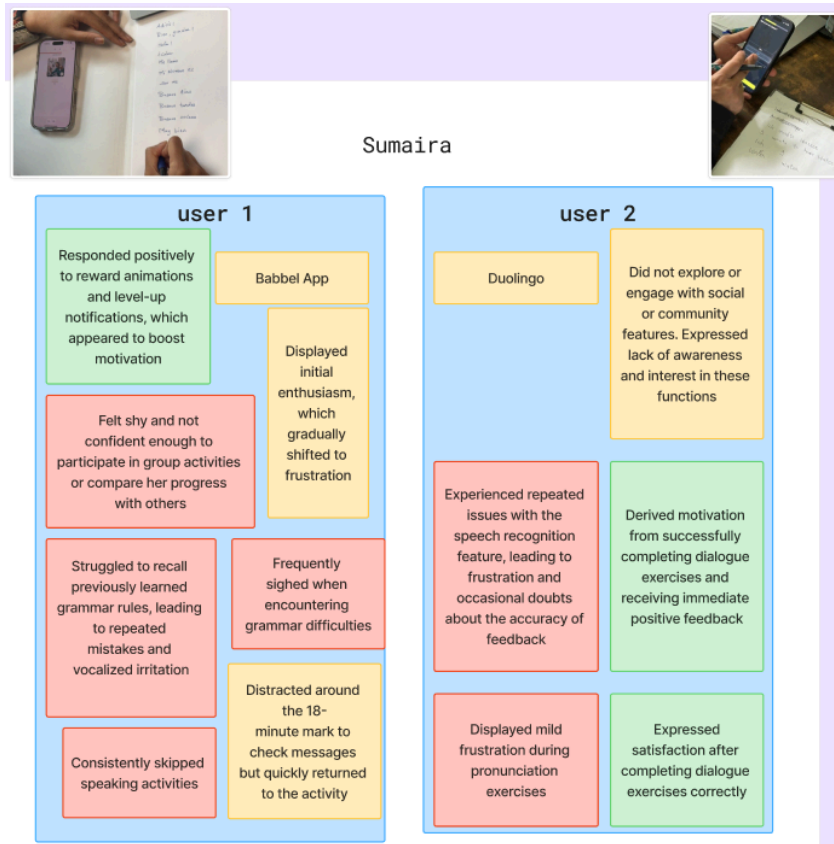 Sumaira
user 1
Responded positively
to reward animations
and level-up
notifications, which
appeared to boost
motivation
Babbel App
Displayed
initial
enthusiasm,
which
gradually
shifted to
frustration
Felt shy and not
confident enough to
participate in group activities
or compare her progress
with others
Struggled to recall
previously learned
grammar rules, leading
to repeated
mistakes and
vocalized irritation
Frequently
sighed when
encountering
grammar difficulties
Distracted around
the 18-
minute mark to
check messages
but quickly returned
to the activity
Consistently skipped
speaking activities
user 2
Duolingo
Did not explore or
engage with social
or community
features. Expressed
lack of awareness
and interest in these
functions
Experienced repeated
issues with the
speech recognition
feature, leading to
frustration and
occasional doubts
about the accuracy of
feedback
Derived motivation
from successfully
completing dialogue
exercises and
receiving immediate
positive feedback
Displayed mild
frustration during
pronunciation
exercises
Expressed
satisfaction after
completing dialogue
exercises correctly